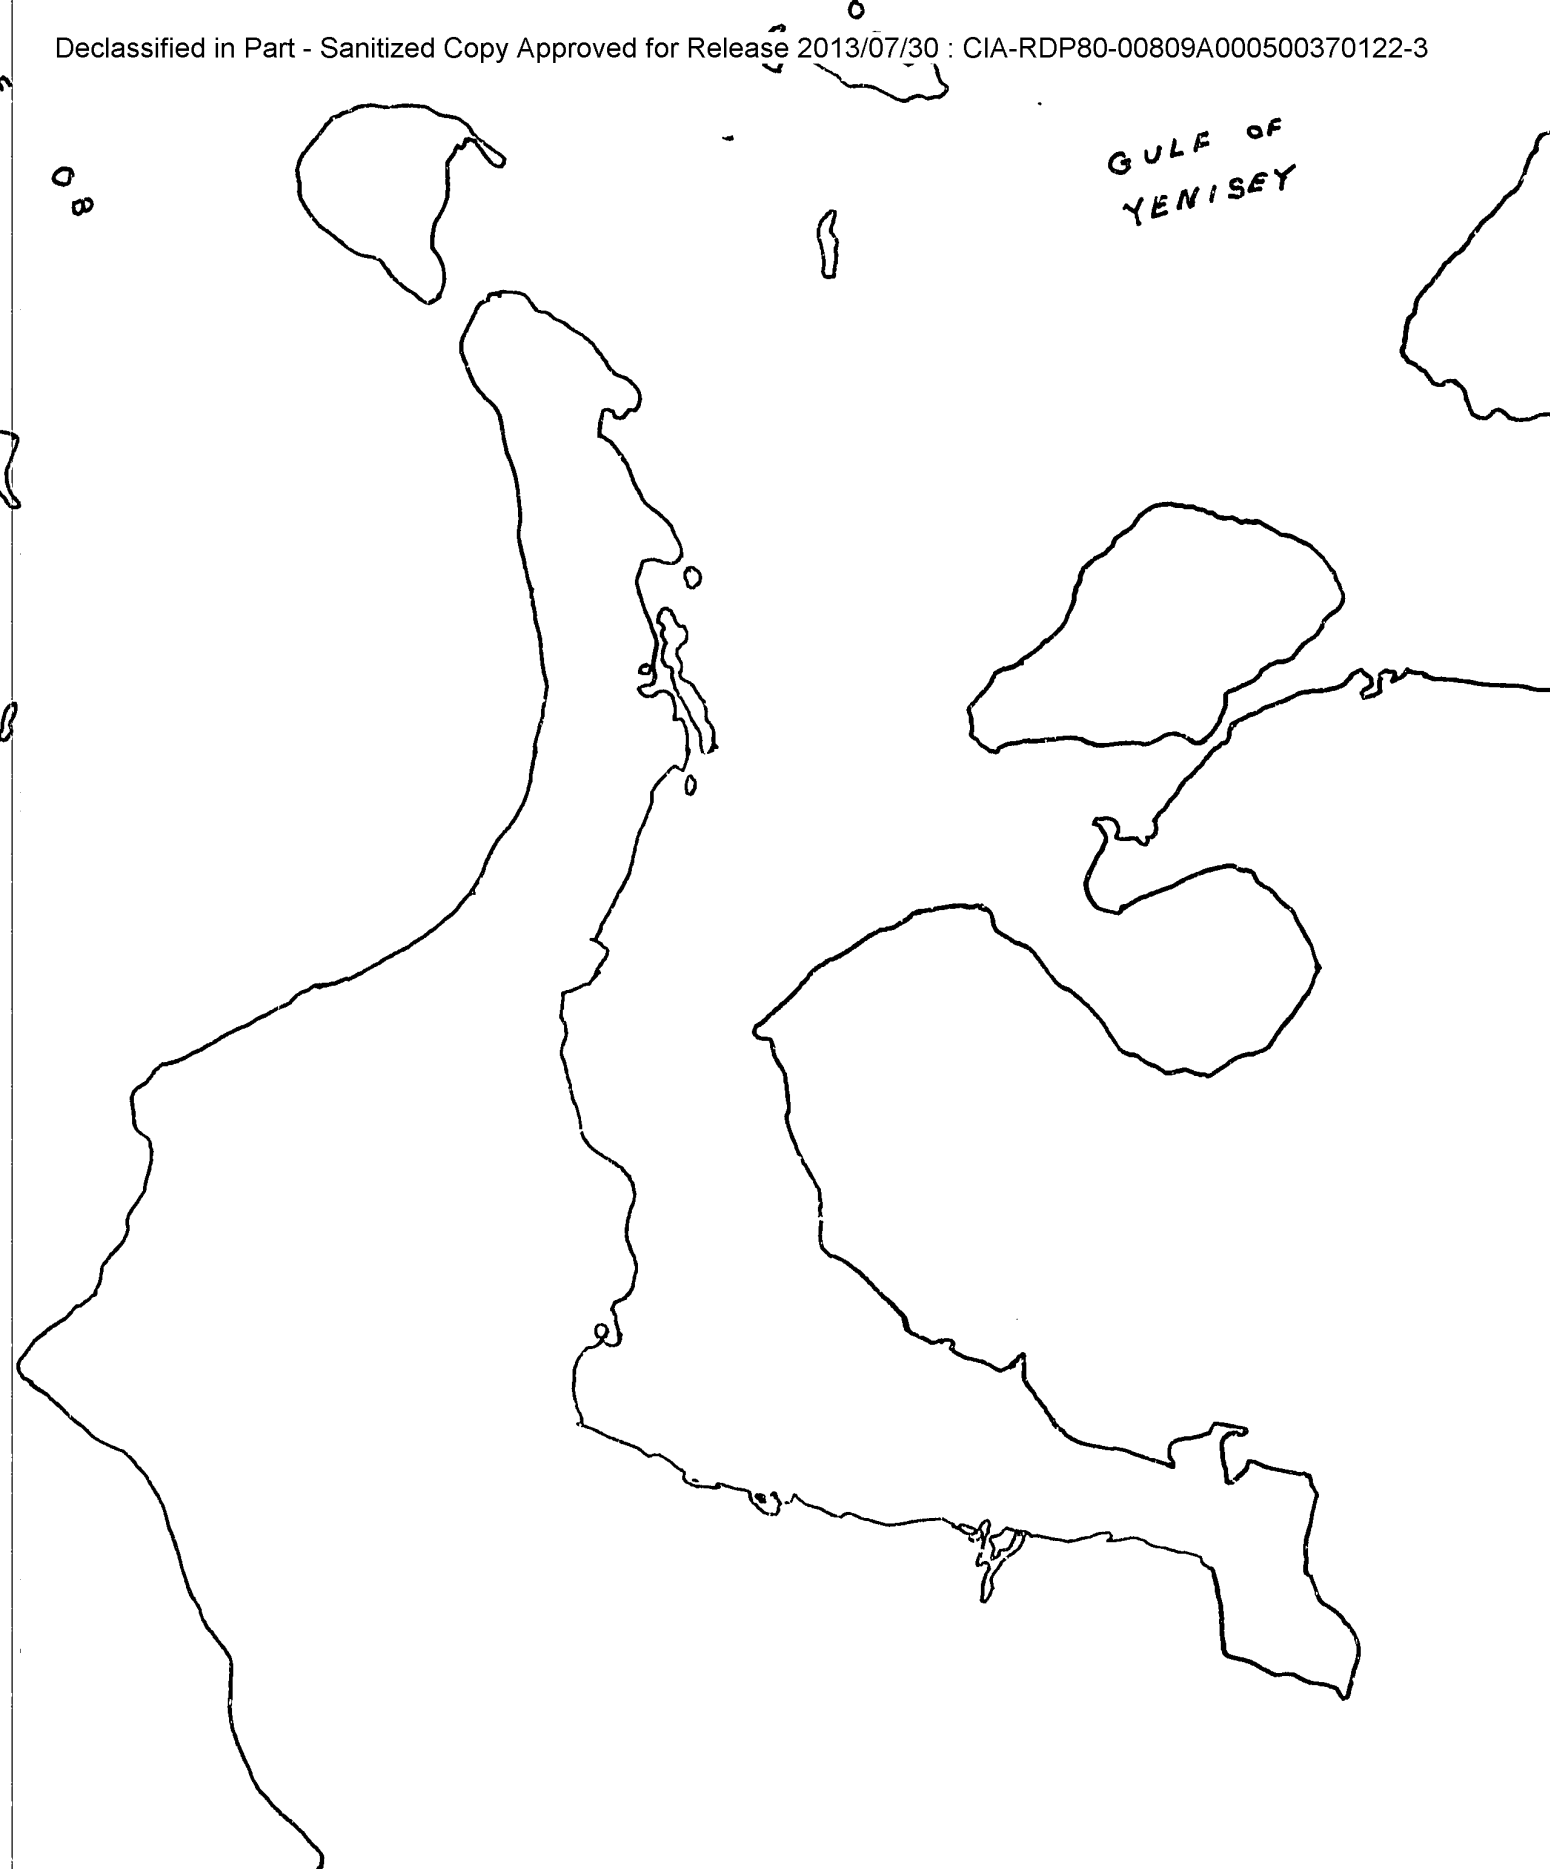 Declassified in Part - Sanitized Copy Approved for Release 2013/07/30 : CIA-RDP80-00809A000500370122-3
GULF OF
YENISEY